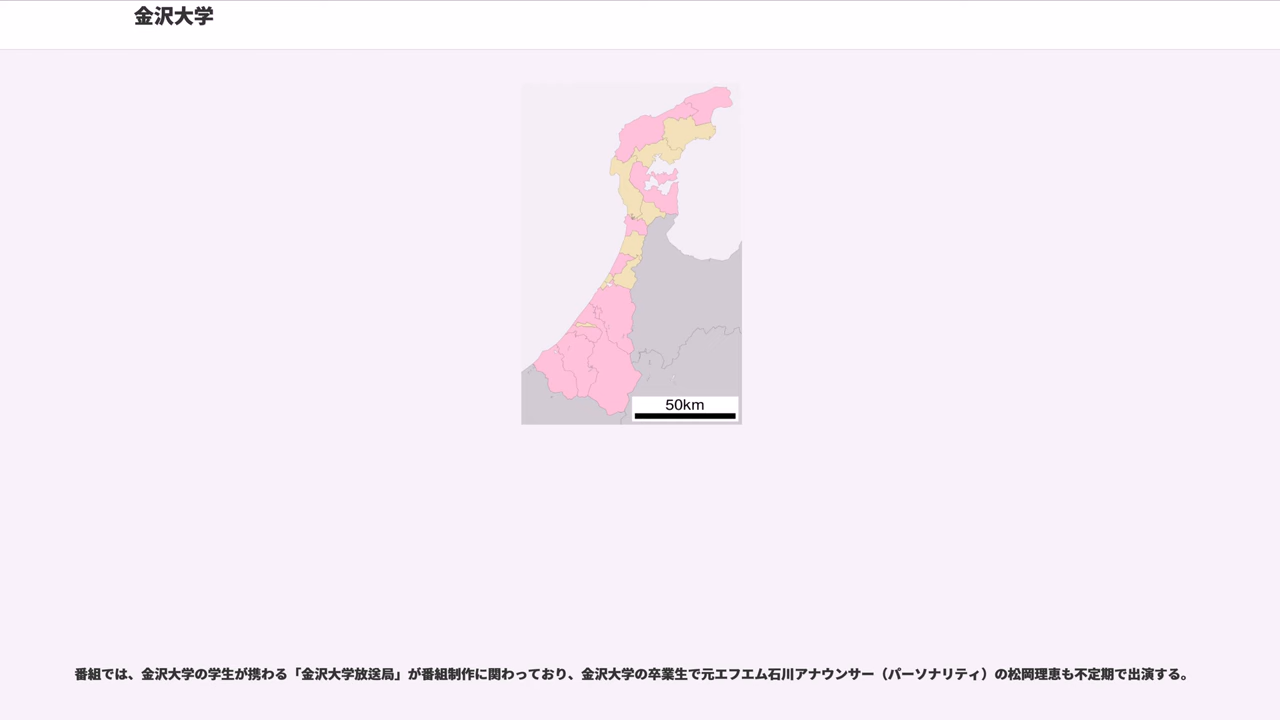 金沢大学
50km
番組では、金沢大学の学生が携わる「金沢大学放送局」が番組制作に関わっており、金沢大学の卒業生で元エフエム石川アナウンサー（パーソナリティ）の松岡理恵も不定期で出演する。